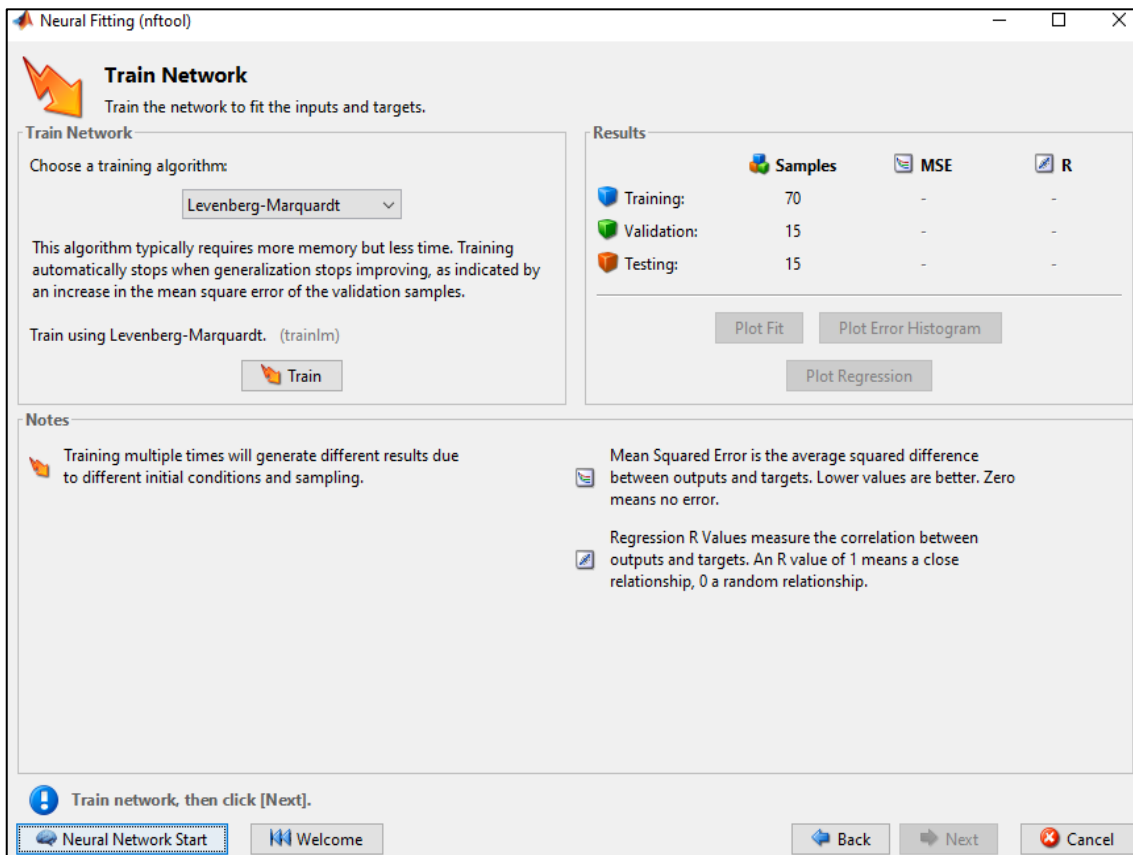 Neural Fitting (nftool)
Train Network
Train the network to fit the inputs and targets.
Train Network
Choose a training algorithm:
Levenberg-Marquardt
This algorithm typically requires more memory but less time. Training
automatically stops when generalization stops improving, as indicated by
an increase in the mean square error of the validation samples.
Train using Levenberg-Marquardt. (trainlm)
Train
Results
Samples MSE R
Training: 70 - -
Validation: 15 - -
Testing: 15 - -
Plot Fit Plot Error Histogram
Plot Regression
Notes
Training multiple times will generate different results due
to different initial conditions and sampling.
Mean Squared Error is the average squared difference
between outputs and targets. Lower values are better. Zero
means no error.
Regression R Values measure the correlation between
outputs and targets. An R value of 1 means a close
relationship, 0 a random relationship.
Train network, then click [Next].
Neural Network Start Welcome Back Next Cancel